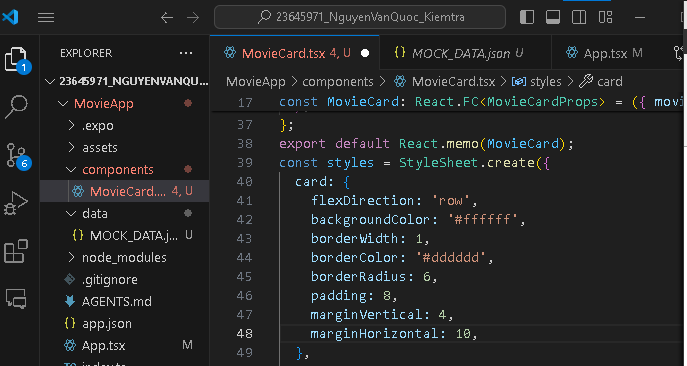 23645971_NguyenVanQuoc_Kiemtra
EXPLORER ...
23645971_NGUYENVANQU...
MovieApp
.expo
assets
components
MovieCard.... 4, U
data
MOCK_DATA.j... U
node_modules
.gitignore
AGENTS.md
app.json
App.tsx M
1
6
MovieCard.tsx 4, U
MOCK_DATA.json U
App.tsx M
MovieApp > components > MovieCard.tsx > styles > card
17 const MovieCard: React.FC<MovieCardProps> = ({ movi
37 };
38 export default React.memo(MovieCard);
39 const styles = StyleSheet.create({
40 card: {
41 flexDirection: 'row',
42 backgroundColor: '#ffffff',
43 borderWidth: 1,
44 borderColor: '#dddddd',
45 borderRadius: 6,
46 padding: 8,
47 marginVertical: 4,
48 marginHorizontal: 10,
49 },